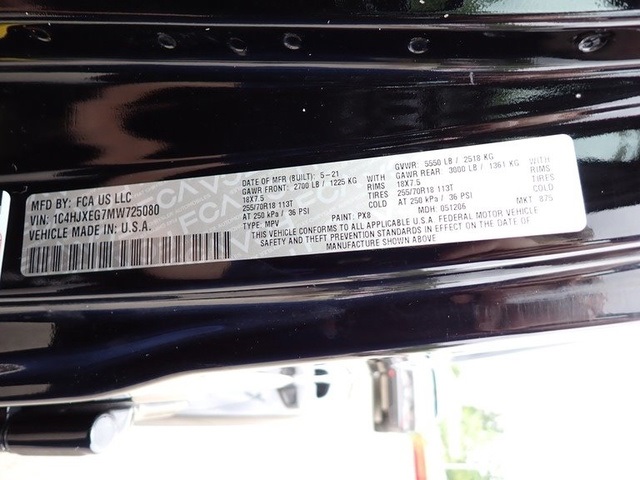 MFD BY: FCA US LLC
VIN: 1C4HJXEG7MW725080
VEHICLE MADE IN U.S.A.
DATE OF MFR (BUILT): 5-21 GVWR: 5550 LB / 2518 KG
GAWR FRONT: 2700 LB / 1225 KG WITH GAWR REAR: 3000 LB / 1361 KG WITH
18X7.5 RIMS 18X7.5 RIMS
255/70R18 113T TIRES 255/70R18 113T TIRES
AT 250 kPa / 36 PSI COLD AT 250 kPa / 36 PSI COLD
TYPE: MPV PAINT: PX8 MDH: 051206 MKT: 875
THIS VEHICLE CONFORMS TO ALL APPLICABLE U.S.A. FEDERAL MOTOR VEHICLE
SAFETY AND THEFT PREVENTION STANDARDS IN EFFECT ON THE DATE OF
MANUFACTURE SHOWN ABOVE